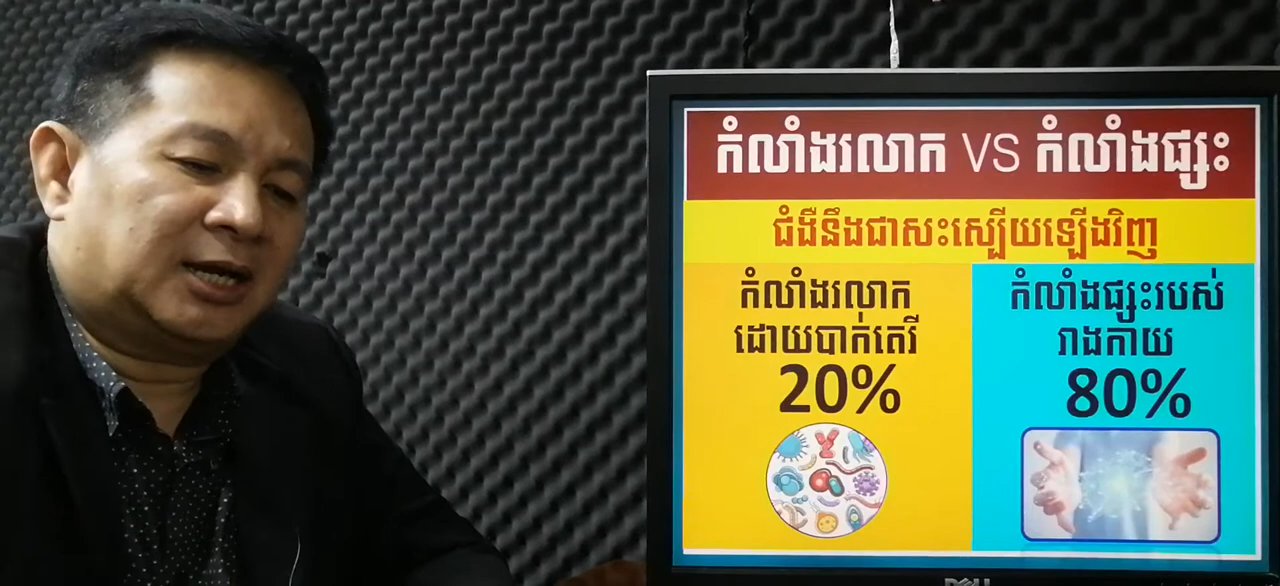 កំលាំងរលាក VS កំលាំងផ្សះ
ជំងឺនឹងជាសះស្បើយឡើងវិញ
កំលាំងរលាក
ដោយបាក់តេរី
20%
កំលាំងផ្សះរបស់
រាងកាយ
80%
DELL